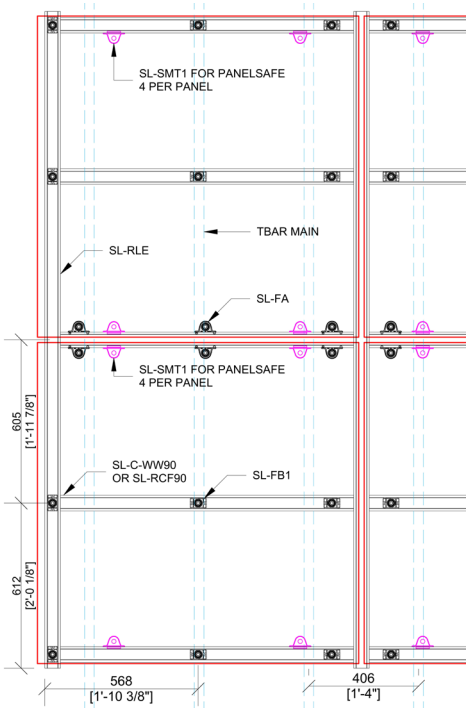 SL-SMT1 FOR PANELSAFE
4 PER PANEL
TBAR MAIN
SL-RLE
SL-FA
SL-SMT1 FOR PANELSAFE
4 PER PANEL
605
[1'-11 7/8"]
SL-C-WW90
OR SL-RCF90
SL-FB1
612
[2'-0 1/8"]
568
[1'-10 3/8"]
406
[1'-4"]